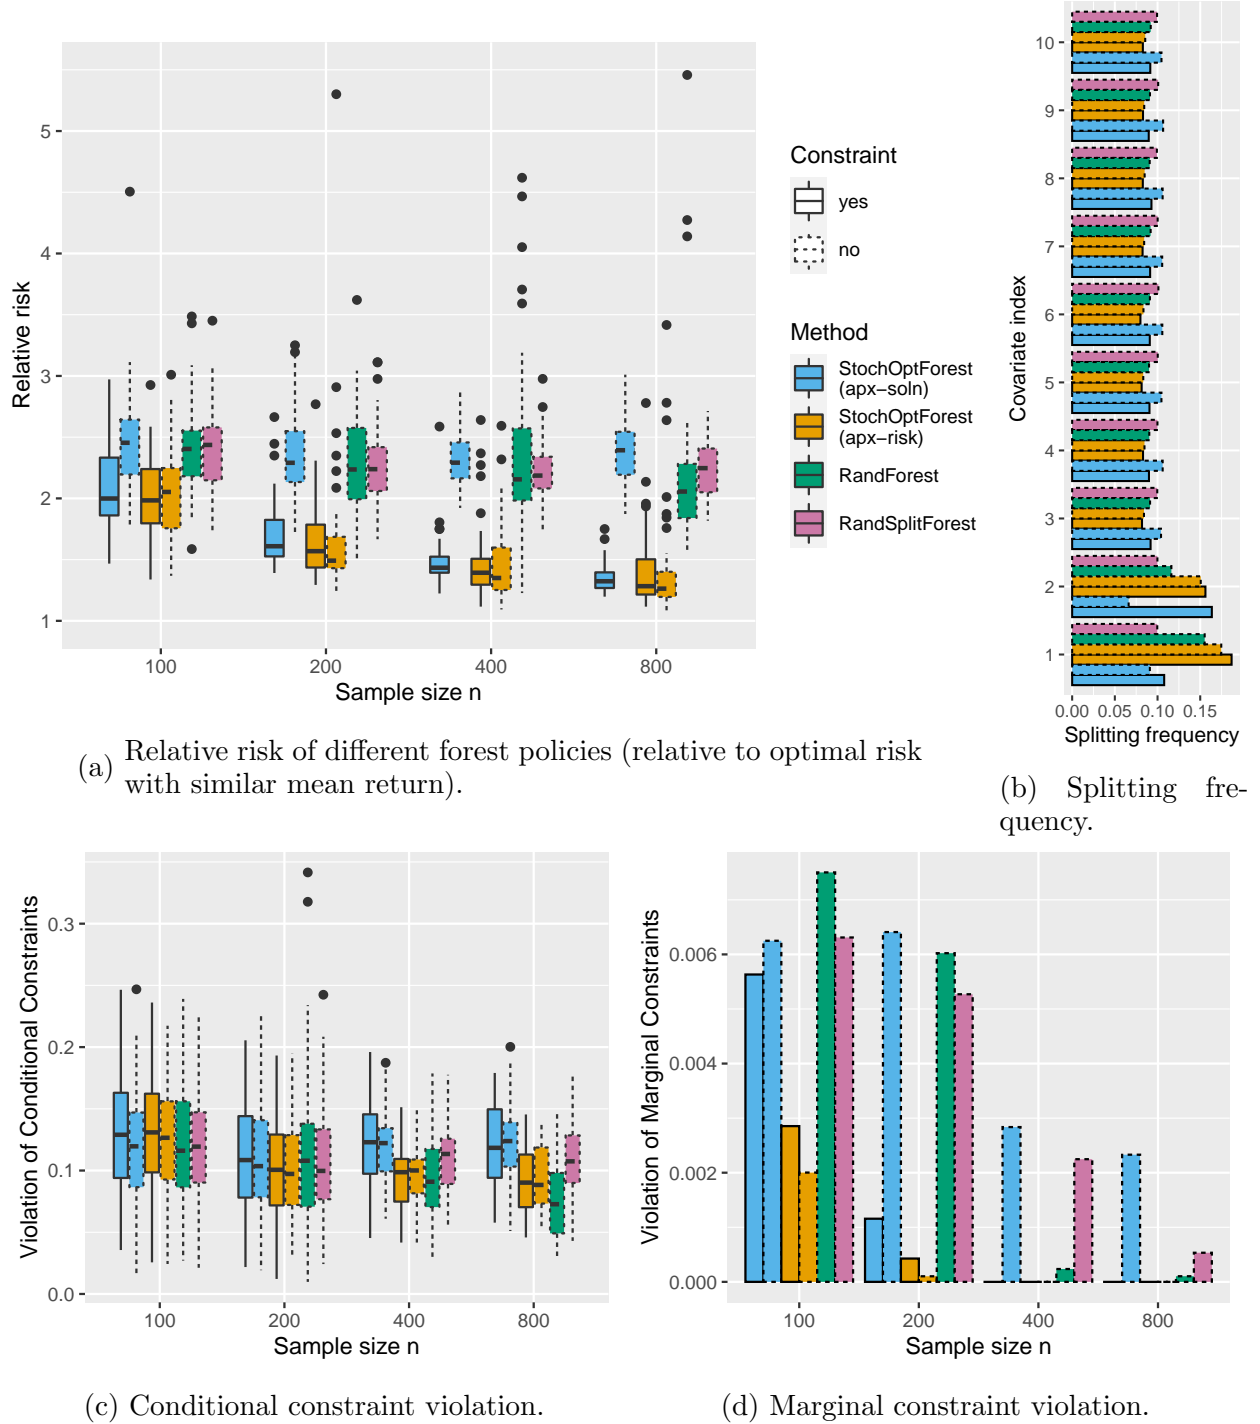 5
4
3
2
1
Relative risk
100
200
400
800
Sample size n
Constraint
yes
no
Method
StochOptForest
(apx−soln)
StochOptForest
(apx−risk)
RandForest
RandSplitForest
(a) Relative risk of different forest policies (relative to optimal risk
with similar mean return).
10
9
8
7
6
5
4
3
2
1
Covariate index
0.00 0.05 0.10 0.15
Splitting frequency
(b) Splitting fre-
quency.
0.3
0.2
0.1
0.0
Violation of Conditional Constraints
100
200
400
800
Sample size n
(c) Conditional constraint violation.
0.006
0.004
0.002
0.000
Violation of Marginal Constraints
100
200
400
800
Sample size n
(d) Marginal constraint violation.